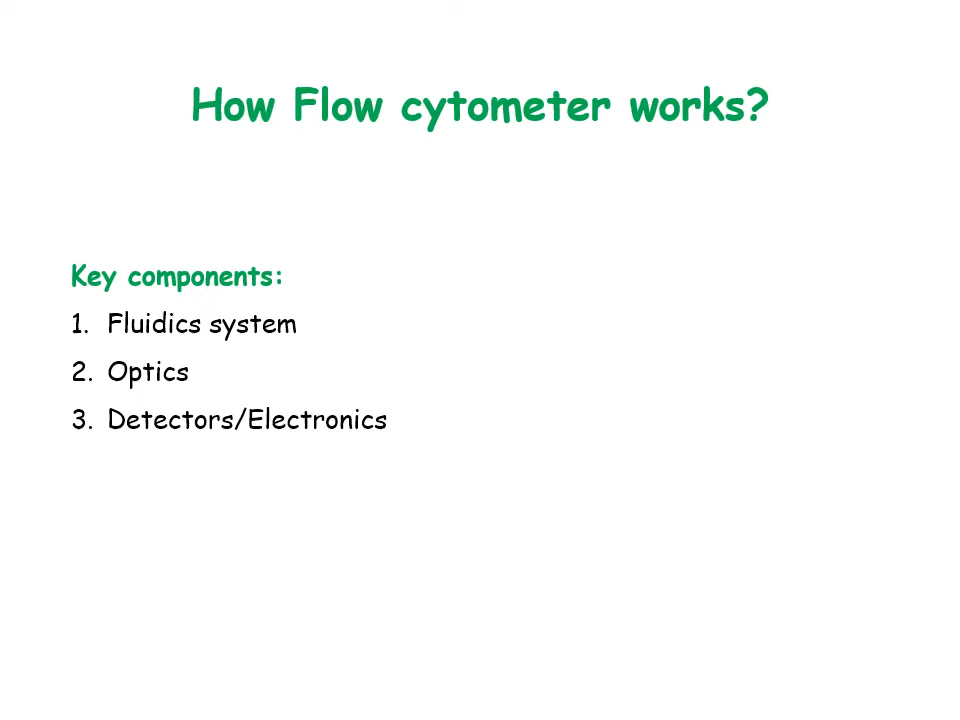 How Flow cytometer works?
Key components:
1. Fluidics system
2. Optics
3. Detectors/Electronics